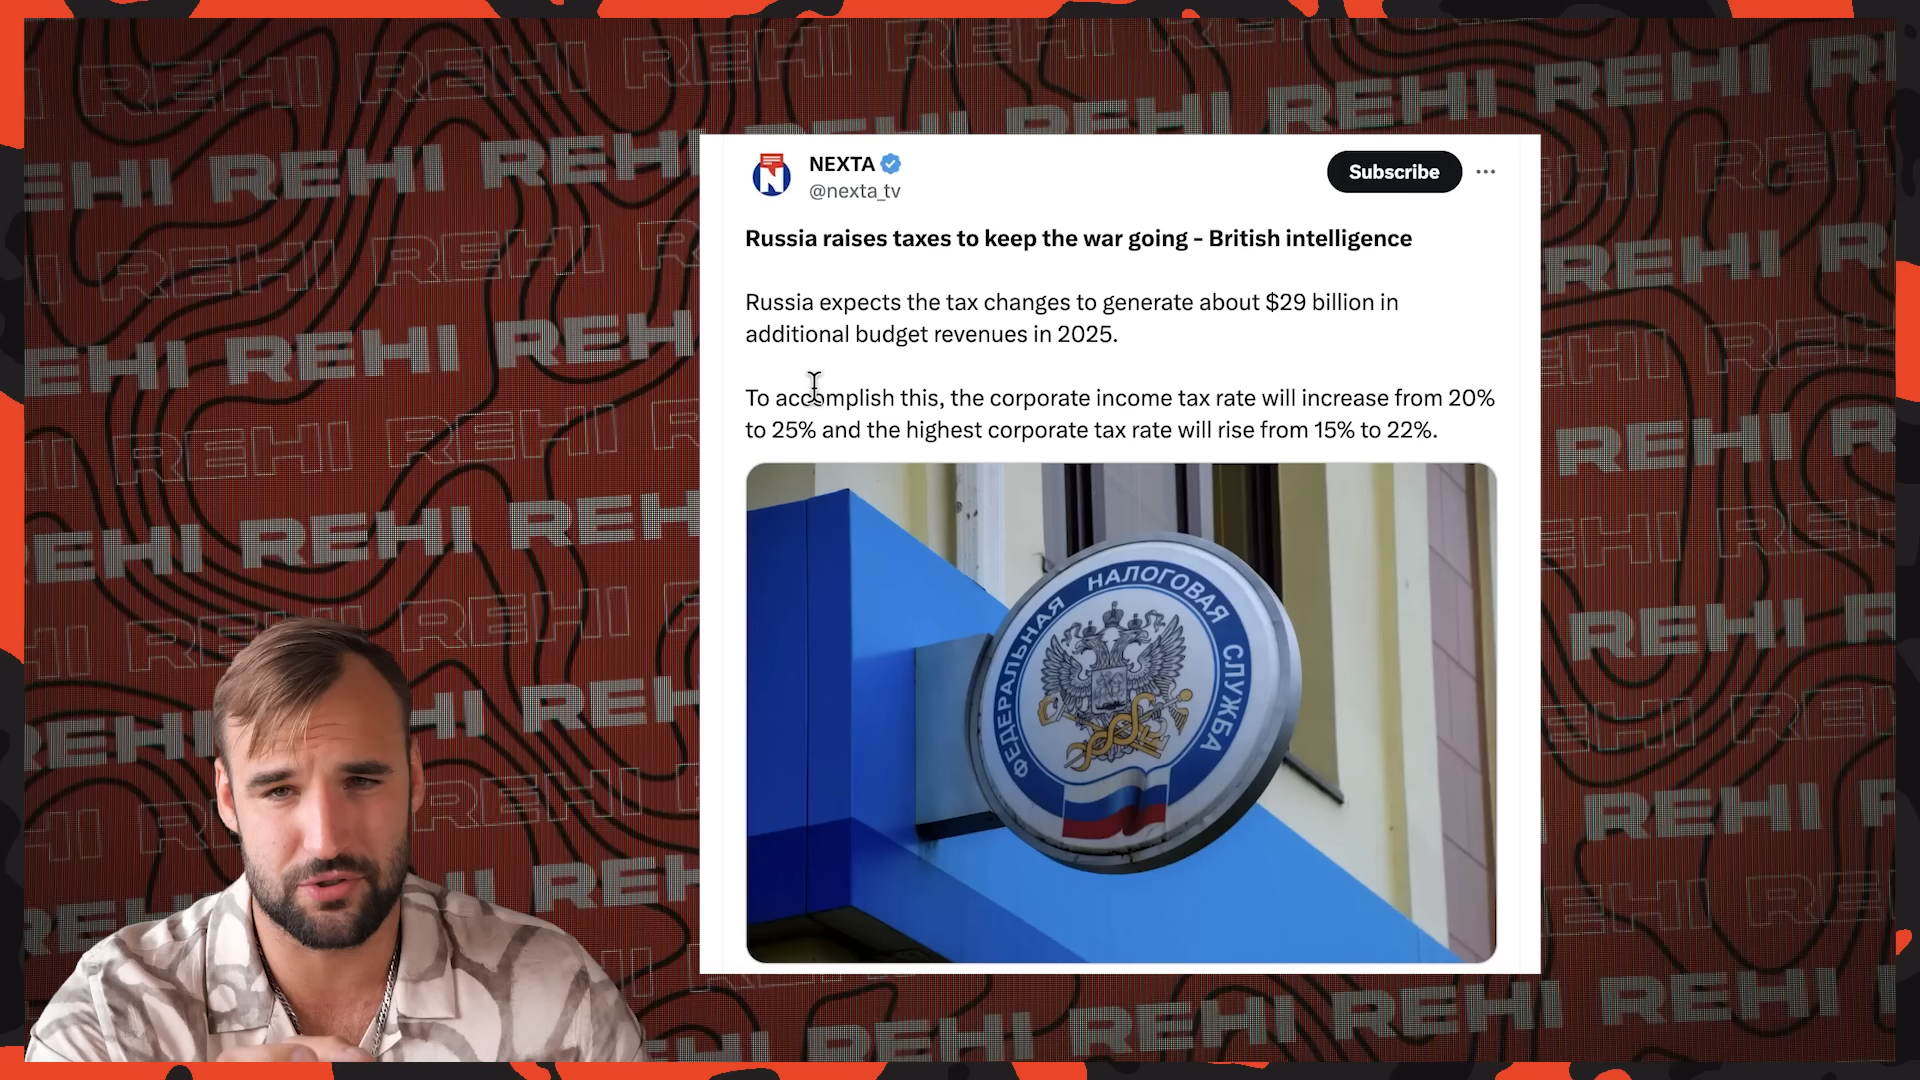 REHI REHI REHI REHI REHI REHI
NEXTA
@nexta_tv
Subscribe
Russia raises taxes to keep the war going - British intelligence
Russia expects the tax changes to generate about $29 billion in
additional budget revenues in 2025.
To accomplish this, the corporate income tax rate will increase from 20%
to 25% and the highest corporate tax rate will rise from 15% to 22%.
ФЕДЕРАЛЬНАЯ НАЛОГОВАЯ СЛУЖБА